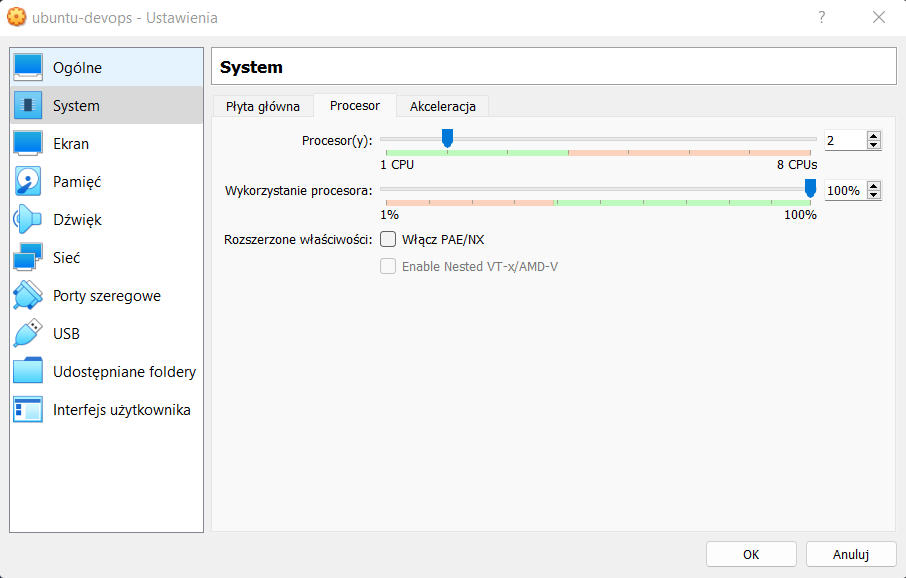 ubuntu-devops - Ustawienia
?
Ogólne
System
Ekran
Pamięć
Dźwięk
Sieć
Porty szeregowe
USB
Udostępniane foldery
Interfejs użytkownika
System
Płyta główna Procesor Akceleracja
Procesor(y): 2
1 CPU 8 CPUs
Wykorzystanie procesora: 100%
1% 100%
Rozszerzone właściwości: Włącz PAE/NX
Enable Nested VT-x/AMD-V
OK Anuluj